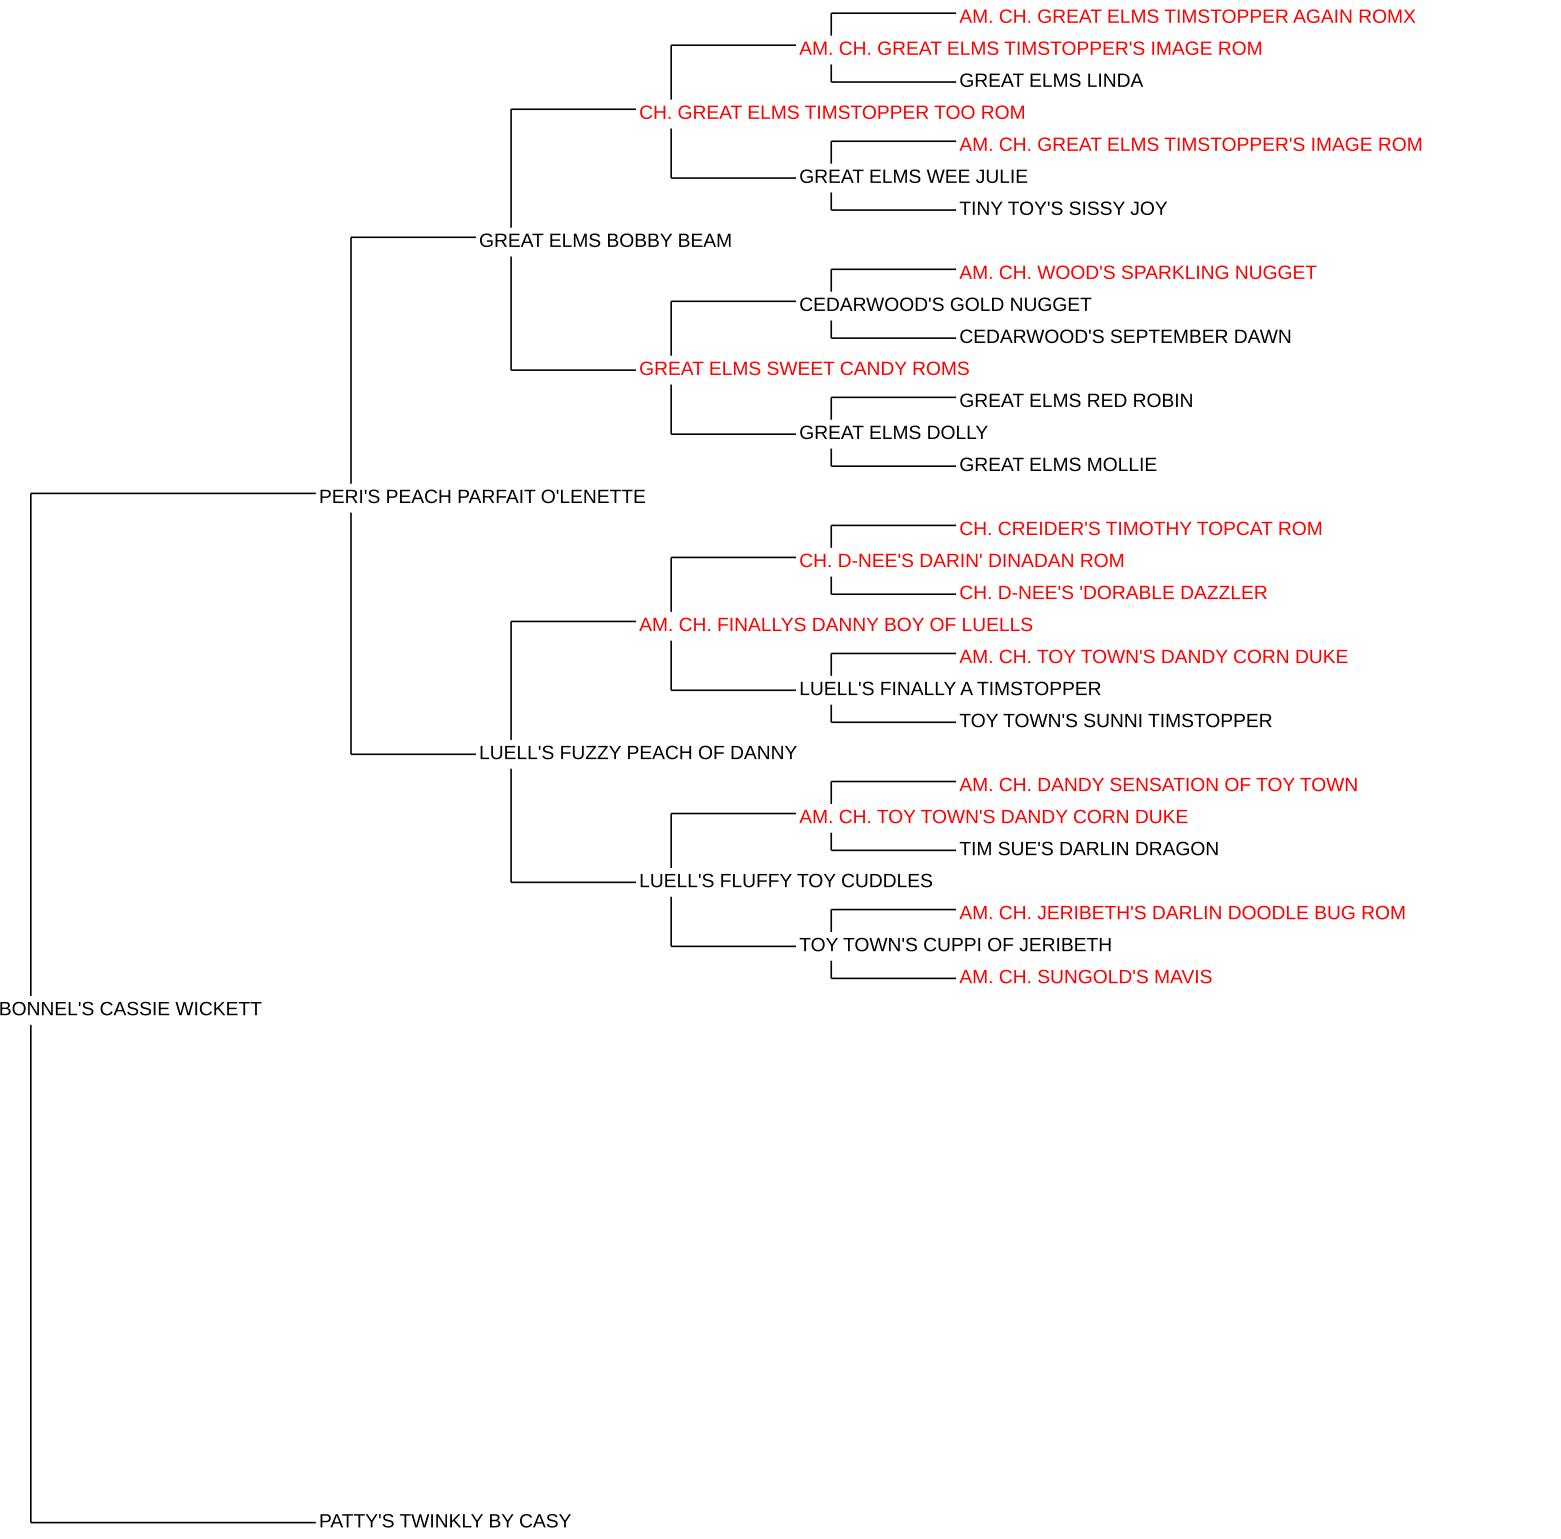 AM. CH. GREAT ELMS TIMSTOPPER AGAIN ROMX
AM. CH. GREAT ELMS TIMSTOPPER'S IMAGE ROM
GREAT ELMS LINDA
CH. GREAT ELMS TIMSTOPPER TOO ROM
AM. CH. GREAT ELMS TIMSTOPPER'S IMAGE ROM
GREAT ELMS WEE JULIE
TINY TOY'S SISSY JOY
GREAT ELMS BOBBY BEAM
AM. CH. WOOD'S SPARKLING NUGGET
CEDARWOOD'S GOLD NUGGET
CEDARWOOD'S SEPTEMBER DAWN
GREAT ELMS SWEET CANDY ROMS
GREAT ELMS RED ROBIN
GREAT ELMS DOLLY
GREAT ELMS MOLLIE
PERI'S PEACH PARFAIT O'LENETTE
CH. CREIDER'S TIMOTHY TOPCAT ROM
CH. D-NEE'S DARIN' DINADAN ROM
CH. D-NEE'S 'DORABLE DAZZLER
AM. CH. FINALLYS DANNY BOY OF LUELLS
AM. CH. TOY TOWN'S DANDY CORN DUKE
LUELL'S FINALLY A TIMSTOPPER
TOY TOWN'S SUNNI TIMSTOPPER
LUELL'S FUZZY PEACH OF DANNY
AM. CH. DANDY SENSATION OF TOY TOWN
AM. CH. TOY TOWN'S DANDY CORN DUKE
TIM SUE'S DARLIN DRAGON
LUELL'S FLUFFY TOY CUDDLES
AM. CH. JERIBETH'S DARLIN DOODLE BUG ROM
TOY TOWN'S CUPPI OF JERIBETH
AM. CH. SUNGOLD'S MAVIS
BONNEL'S CASSIE WICKETT
PATTY'S TWINKLY BY CASY